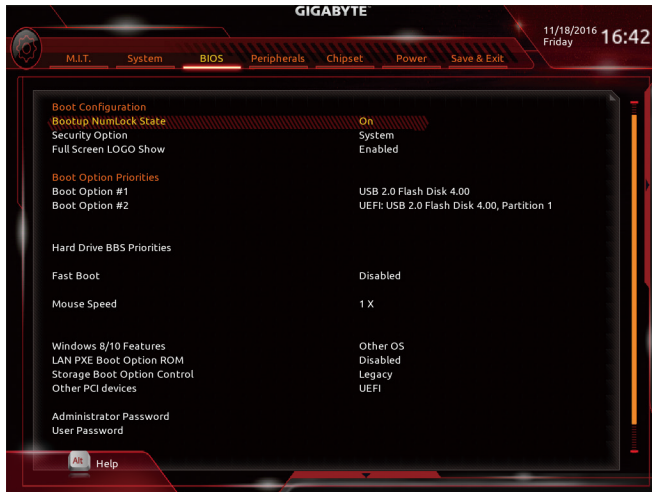 GIGABYTE
11/18/2016 16:42
Friday
M.I.T. System BIOS Peripherals Chipset Power Save & Exit
Boot Configuration
Bootup NumLock State On
Security Option System
Full Screen LOGO Show Enabled
Boot Option Priorities
Boot Option #1 USB 2.0 Flash Disk 4.00
Boot Option #2 UEFI: USB 2.0 Flash Disk 4.00, Partition 1
Hard Drive BBS Priorities
Fast Boot Disabled
Mouse Speed 1 X
Windows 8/10 Features Other OS
LAN PXE Boot Option ROM Disabled
Storage Boot Option Control Legacy
Other PCI devices UEFI
Administrator Password
User Password
Alt Help